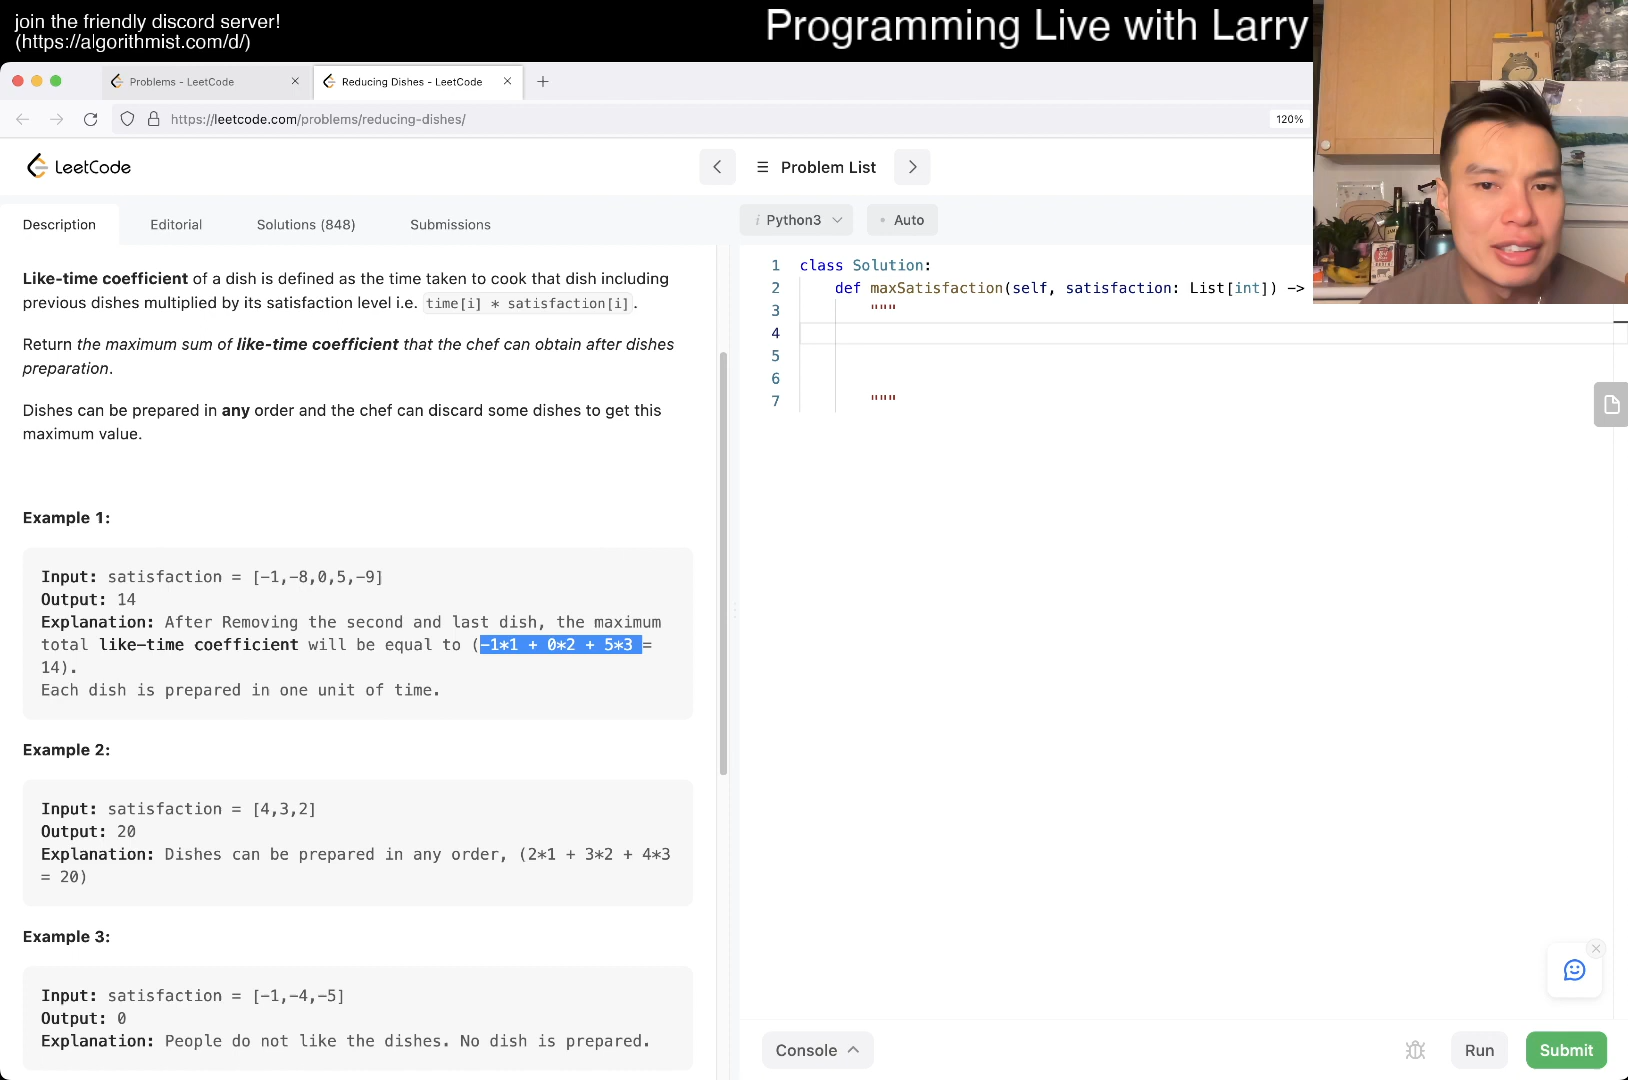 join the friendly discord server!
(https://algorithmist.com/d/)
Programming Live with Larry
Problems - LeetCode
Reducing Dishes - LeetCode
https://leetcode.com/problems/reducing-dishes/
120%
LeetCode
Problem List
Description
Editorial
Solutions (848)
Submissions
i Python3
Auto
Like-time coefficient of a dish is defined as the time taken to cook that dish including
previous dishes multiplied by its satisfaction level i.e. time[i] * satisfaction[i].
Return the maximum sum of like-time coefficient that the chef can obtain after dishes
preparation.
Dishes can be prepared in any order and the chef can discard some dishes to get this
maximum value.
Example 1:
Input: satisfaction = [-1,-8,0,5,-9]
Output: 14
Explanation: After Removing the second and last dish, the maximum
total like-time coefficient will be equal to (-1*1 + 0*2 + 5*3 =
14).
Each dish is prepared in one unit of time.
Example 2:
Input: satisfaction = [4,3,2]
Output: 20
Explanation: Dishes can be prepared in any order, (2*1 + 3*2 + 4*3
= 20)
Example 3:
Input: satisfaction = [-1,-4,-5]
Output: 0
Explanation: People do not like the dishes. No dish is prepared.
1 class Solution:
2 def maxSatisfaction(self, satisfaction: List[int]) ->
3 """
4
5
6
7 """
Console
Run
Submit